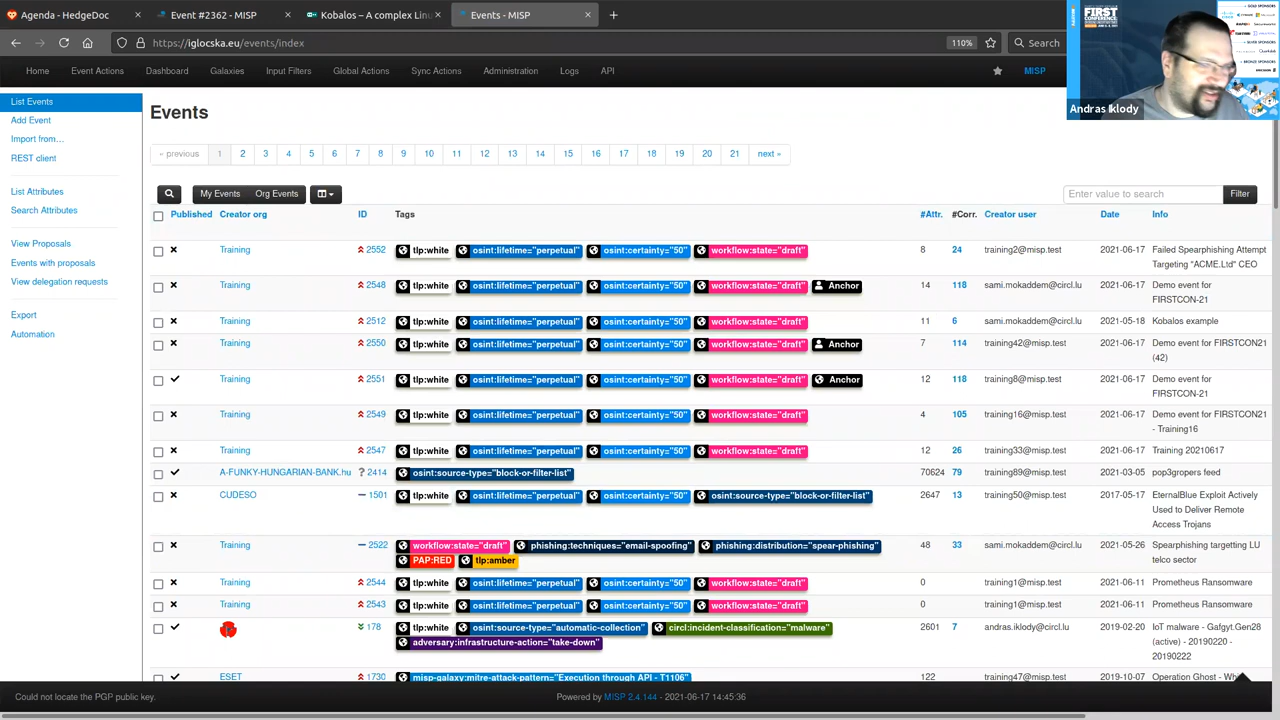 Agenda - HedgeDoc
Event #2362 - MISP
Kobalos – A complex Linux
Events - MISP
https://iglocska.eu/events/index
110%
Search
Andras Iklody
FIRST
CONFERENCE
Home Event Actions Dashboard Galaxies Input Filters Global Actions Sync Actions Administration Logs API MISP
List Events
Add Event
Import from...
REST client
List Attributes
Search Attributes
View Proposals
Events with proposals
View delegation requests
Export
Automation
Events
« previous 1 2 3 4 5 6 7 8 9 10 11 12 13 14 15 16 17 18 19 20 21 next »
My Events Org Events Enter value to search Filter
Published Creator org ID Tags #Attr. #Corr. Creator user Date Info
Training 2552 tlp:white osint:lifetime="perpetual" osint:certainty="50" workflow:state="draft" 8 24 training2@misp.test 2021-06-17 Failed Spearphishing Attempt
Targeting "ACME.Ltd" CEO
Training 2548 tlp:white osint:lifetime="perpetual" osint:certainty="50" workflow:state="draft" Anchor 14 118 sami.mokaddem@circl.lu 2021-06-17 Demo event for
FIRSTCON-21
Training 2512 tlp:white osint:lifetime="perpetual" osint:certainty="50" workflow:state="draft" 11 6 sami.mokaddem@circl.lu 2021-05-18 Kobalos example
Training 2550 tlp:white osint:lifetime="perpetual" osint:certainty="50" workflow:state="draft" Anchor 7 114 training42@misp.test 2021-06-17 Demo event for FIRSTCON21
(42)
Training 2551 tlp:white osint:lifetime="perpetual" osint:certainty="50" workflow:state="draft" Anchor 12 118 training8@misp.test 2021-06-17 Demo event for
FIRSTCON-21
Training 2549 tlp:white osint:lifetime="perpetual" osint:certainty="50" workflow:state="draft" 4 105 training16@misp.test 2021-06-17 Demo event for FIRSTCON21
- Training16
Training 2547 tlp:white osint:lifetime="perpetual" osint:certainty="50" workflow:state="draft" 12 26 training33@misp.test 2021-06-17 Training 20210617
A-FUNKY-HUNGARIAN-BANK.hu ? 2414 osint:source-type="block-or-filter-list" 70624 79 training89@misp.test 2021-03-05 pop3gropers feed
CUDESO 1501 tlp:white osint:lifetime="perpetual" osint:certainty="50" osint:source-type="block-or-filter-list" 2647 13 training50@misp.test 2017-05-17 EternalBlue Exploit Actively
Used to Deliver Remote
Access Trojans
Training 2522 workflow:state="draft" phishing:techniques="email-spoofing" phishing:distribution="spear-phishing" 48 33 sami.mokaddem@circl.lu 2021-05-26 Spearphishing targetting LU
PAP:RED tlp:amber telco sector
Training 2544 tlp:white osint:lifetime="perpetual" osint:certainty="50" workflow:state="draft" 0 training1@misp.test 2021-06-11 Prometheus Ransomware
Training 2543 tlp:white osint:lifetime="perpetual" osint:certainty="50" workflow:state="draft" 0 training1@misp.test 2021-06-11 Prometheus Ransomware
178 tlp:white osint:source-type="automatic-collection" circl:incident-classification="malware" 2601 7 andras.iklody@circl.lu 2019-02-20 IoT malware - Gafgyt.Gen28
adversary:infrastructure-action="take-down" (active) - 20190220 -
20190222
ESET 1730 misp-galaxy:mitre-attack-pattern="Execution through API - T1106" 122 training47@misp.test 2019-10-07 Operation Ghost -
Could not locate the PGP public key. Powered by MISP 2.4.144 - 2021-06-17 14:45:36